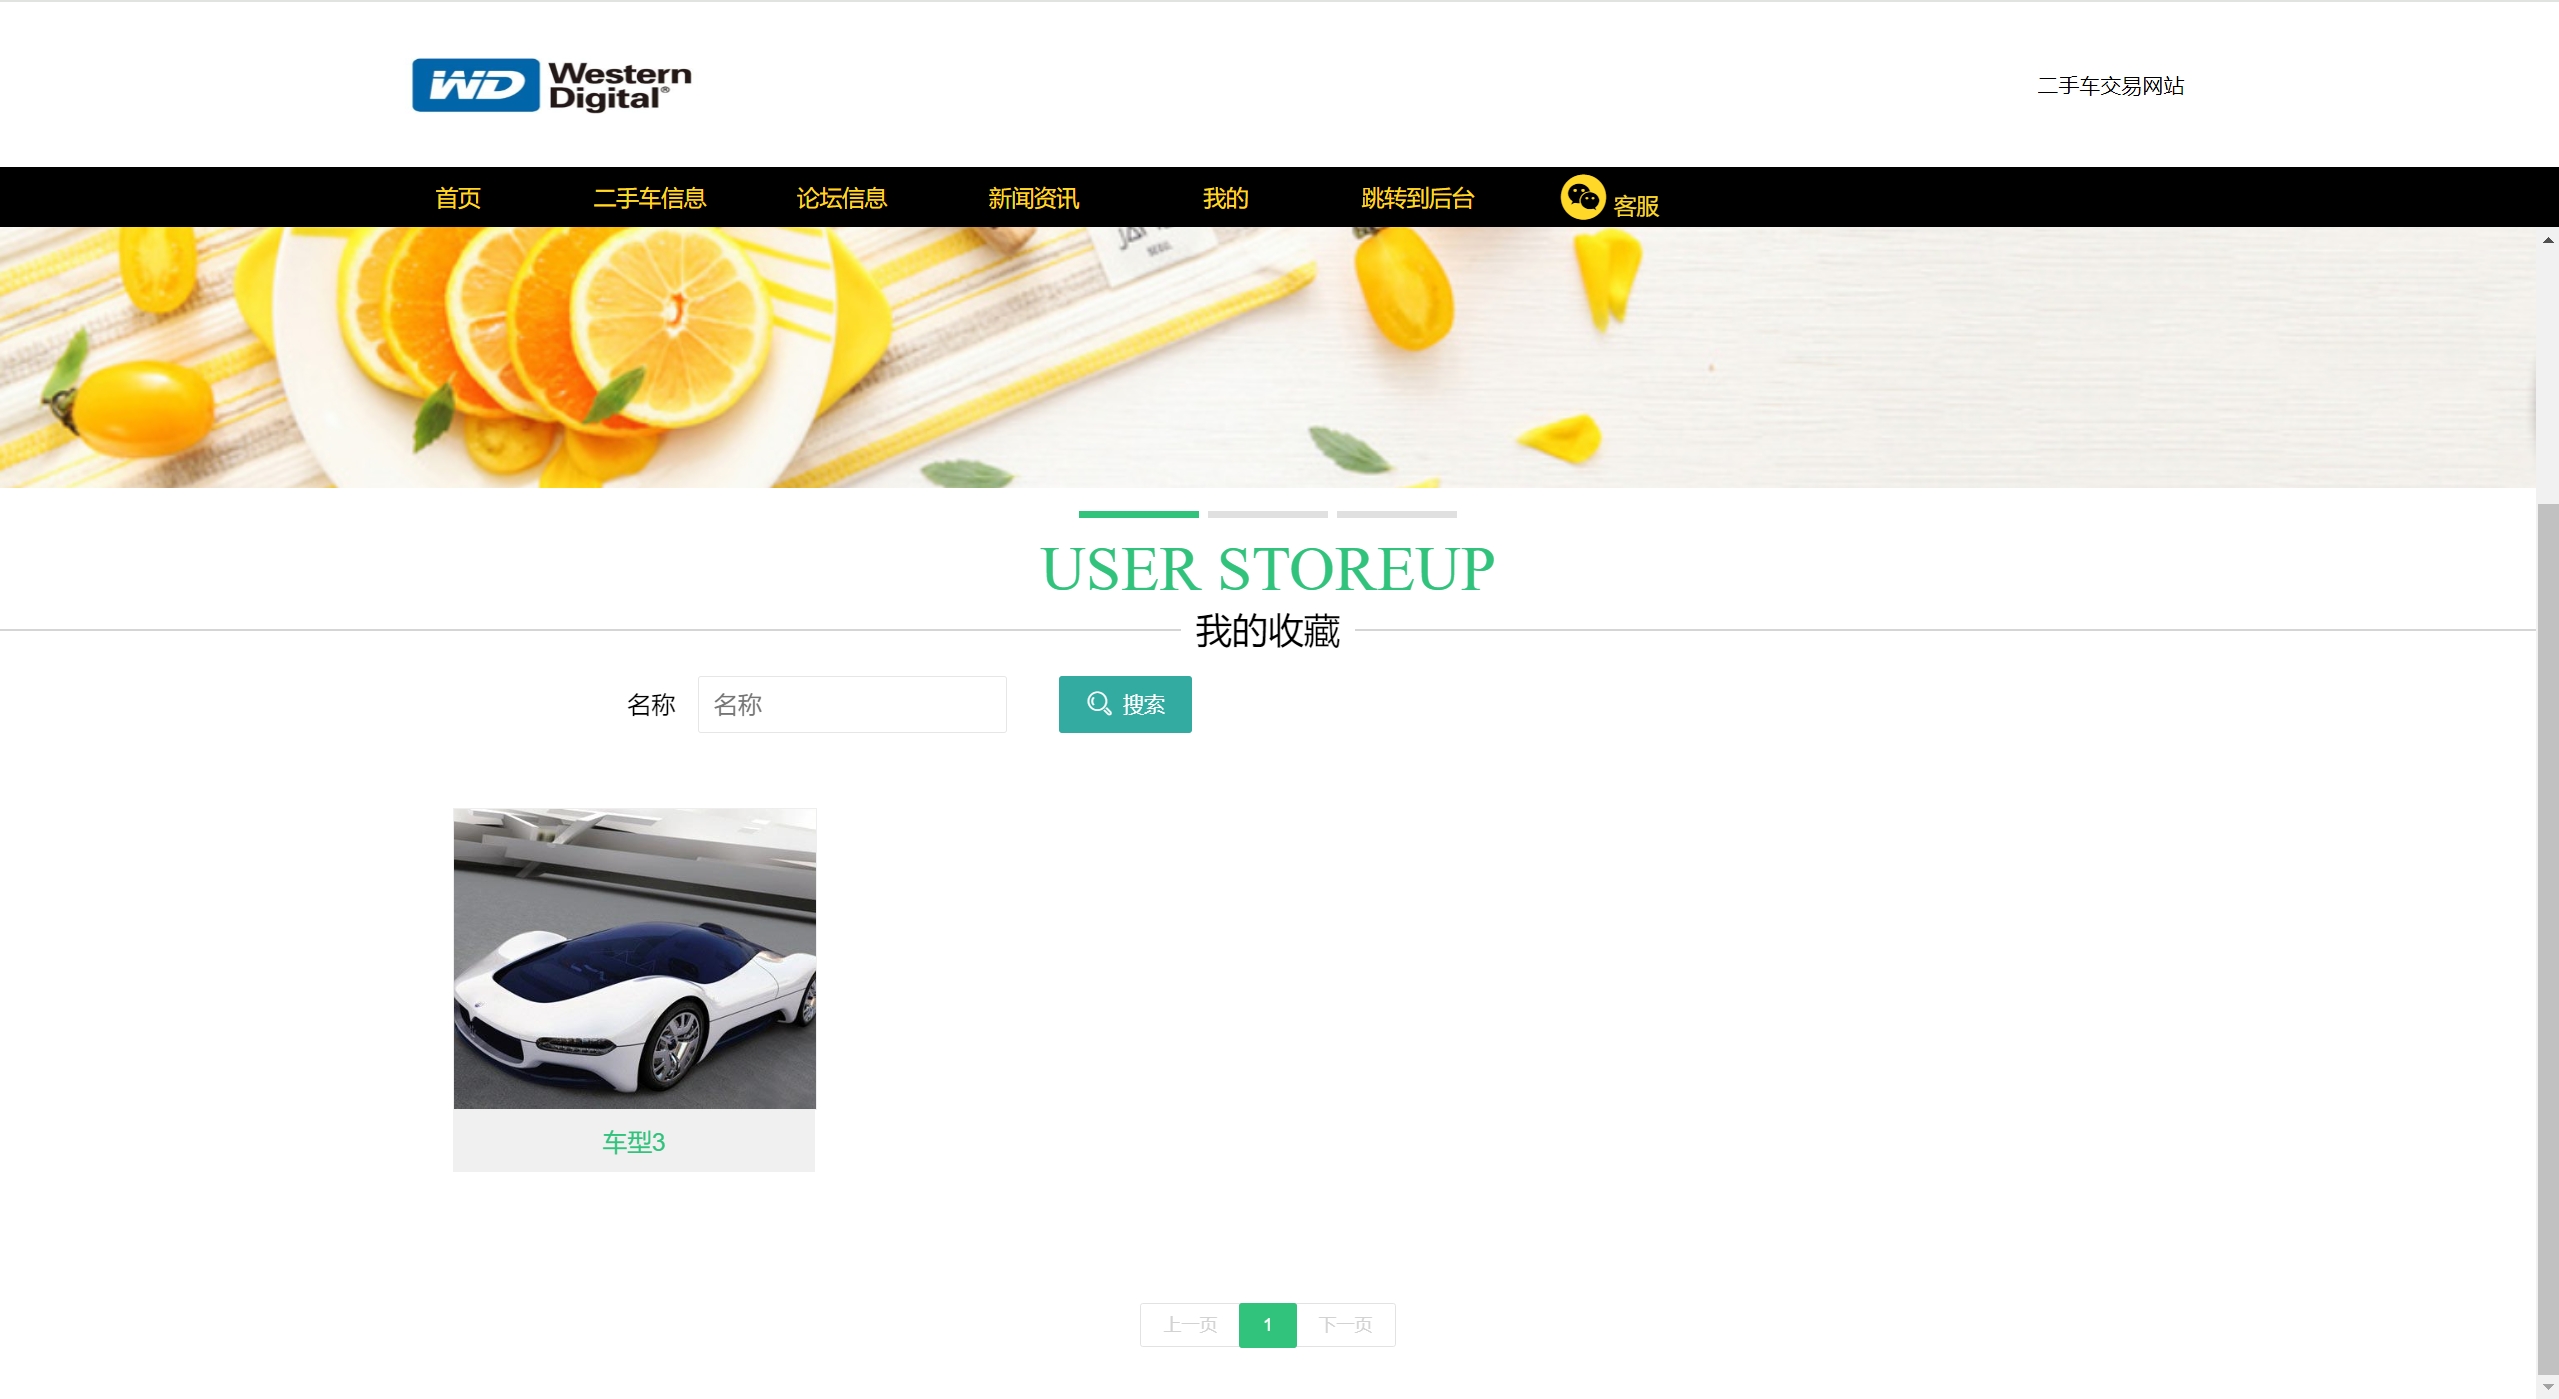 WD Western
Digital®
二手车交易网站
首页 二手车信息 论坛信息 新闻资讯 我的 跳转到后台 客服
SEOUL
USER STOREUP
我的收藏
名称 名称 搜索
车型3
上一页 1 下一页